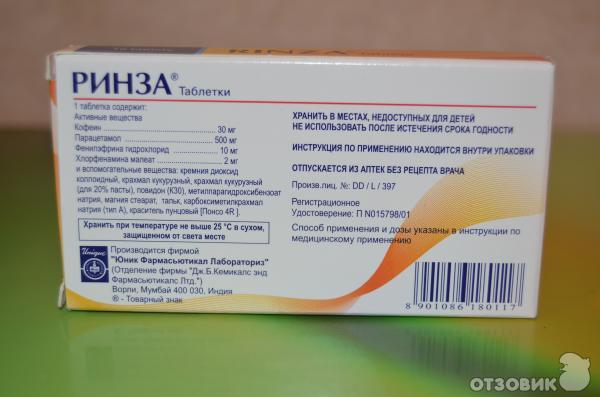 РИНЗА® Таблетки
1 таблетка содержит:
Активные вещества
Кофеин ........ 30 мг
Парацетамол ........ 500 мг
Фенилэфрина гидрохлорид ........ 10 мг
Хлорфенамина малеат ........ 2 мг
и вспомогательные вещества: кремния диоксид
коллоидный, крахмал кукурузный, крахмал кукурузный
(для 20% пасты), повидон (К30), метилпарагидроксибензоат
натрия, магния стеарат, тальк, карбоксиметилкрахмал
натрия (тип А), краситель пунцовый [Понсо 4R ].
Хранить при температуре не выше 25 °C в сухом,
защищенном от света месте
Unique
Производится фирмой
"Юник Фармасьютикал Лабораториз"
(Отделение фирмы "Дж.Б.Кемикалс энд
Фармасьютикалс Лтд.")
Ворли, Мумбай 400 030, Индия
® - Товарный знак
ХРАНИТЬ В МЕСТАХ, НЕДОСТУПНЫХ ДЛЯ ДЕТЕЙ
НЕ ИСПОЛЬЗОВАТЬ ПОСЛЕ ИСТЕЧЕНИЯ СРОКА ГОДНОСТИ
ИНСТРУКЦИЯ ПО ПРИМЕНЕНИЮ НАХОДИТСЯ ВНУТРИ УПАКОВКИ
ОТПУСКАЕТСЯ ИЗ АПТЕК БЕЗ РЕЦЕПТА ВРАЧА
Произв.лиц. №: DD / L / 397
Регистрационное
Удостоверение: П N015798/01
Способ применения и дозы указаны в инструкции по
медицинскому применению
8 901086 180117
ОТЗОВИК